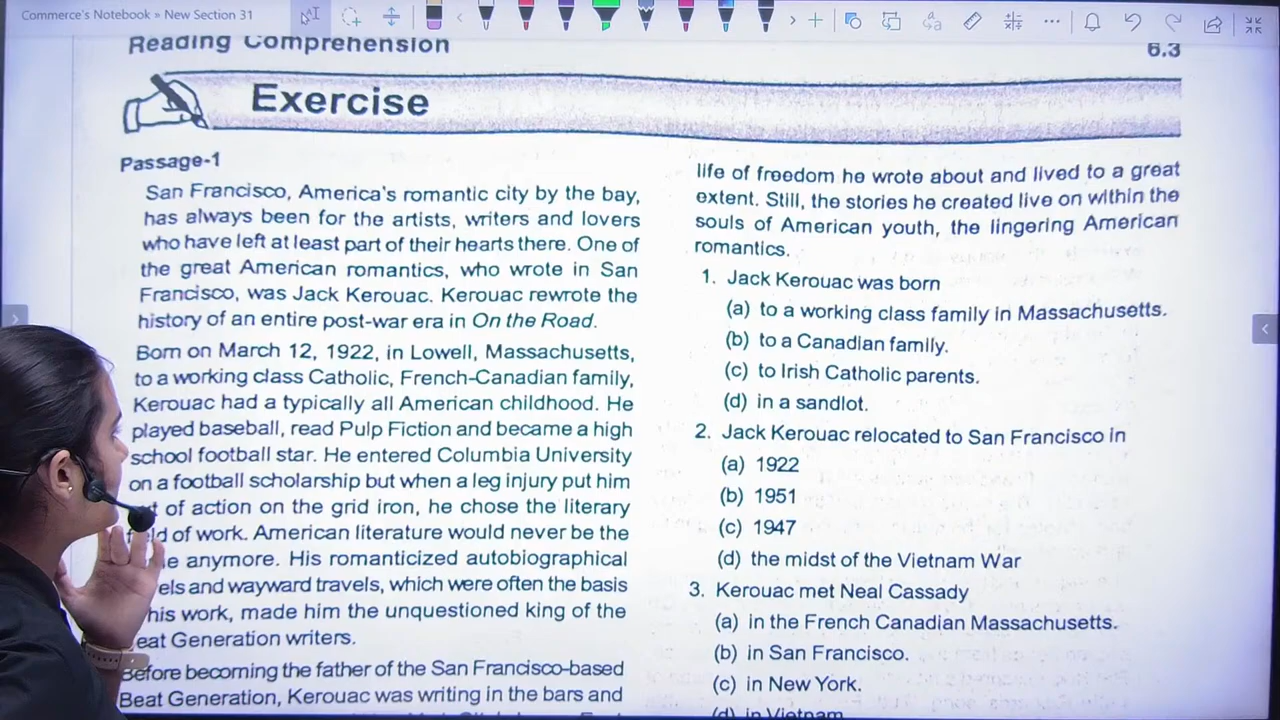 Commerce's Notebook » New Section 31
Reading Comprehension
6.3
Exercise
Passage-1
San Francisco, America's romantic city by the bay,
has always been for the artists, writers and lovers
who have left at least part of their hearts there. One of
the great American romantics, who wrote in San
Francisco, was Jack Kerouac. Kerouac rewrote the
history of an entire post-war era in On the Road.
Born on March 12, 1922, in Lowell, Massachusetts,
to a working class Catholic, French-Canadian family,
Kerouac had a typically all American childhood. He
played baseball, read Pulp Fiction and became a high
school football star. He entered Columbia University
on a football scholarship but when a leg injury put him
of action on the grid iron, he chose the literary
of work. American literature would never be the
anymore. His romanticized autobiographical
and wayward travels, which were often the basis
his work, made him the unquestioned king of the
Generation writers.
Before becoming the father of the San Francisco-based
Beat Generation, Kerouac was writing in the bars and
life of freedom he wrote about and lived to a great
extent. Still, the stories he created live on within the
souls of American youth, the lingering American
romantics.
1. Jack Kerouac was born
(a) to a working class family in Massachusetts.
(b) to a Canadian family.
(c) to Irish Catholic parents.
(d) in a sandlot.
2. Jack Kerouac relocated to San Francisco in
(a) 1922
(b) 1951
(c) 1947
(d) the midst of the Vietnam War
3. Kerouac met Neal Cassady
(a) in the French Canadian Massachusetts.
(b) in San Francisco.
(c) in New York.
(d) in Vietnam